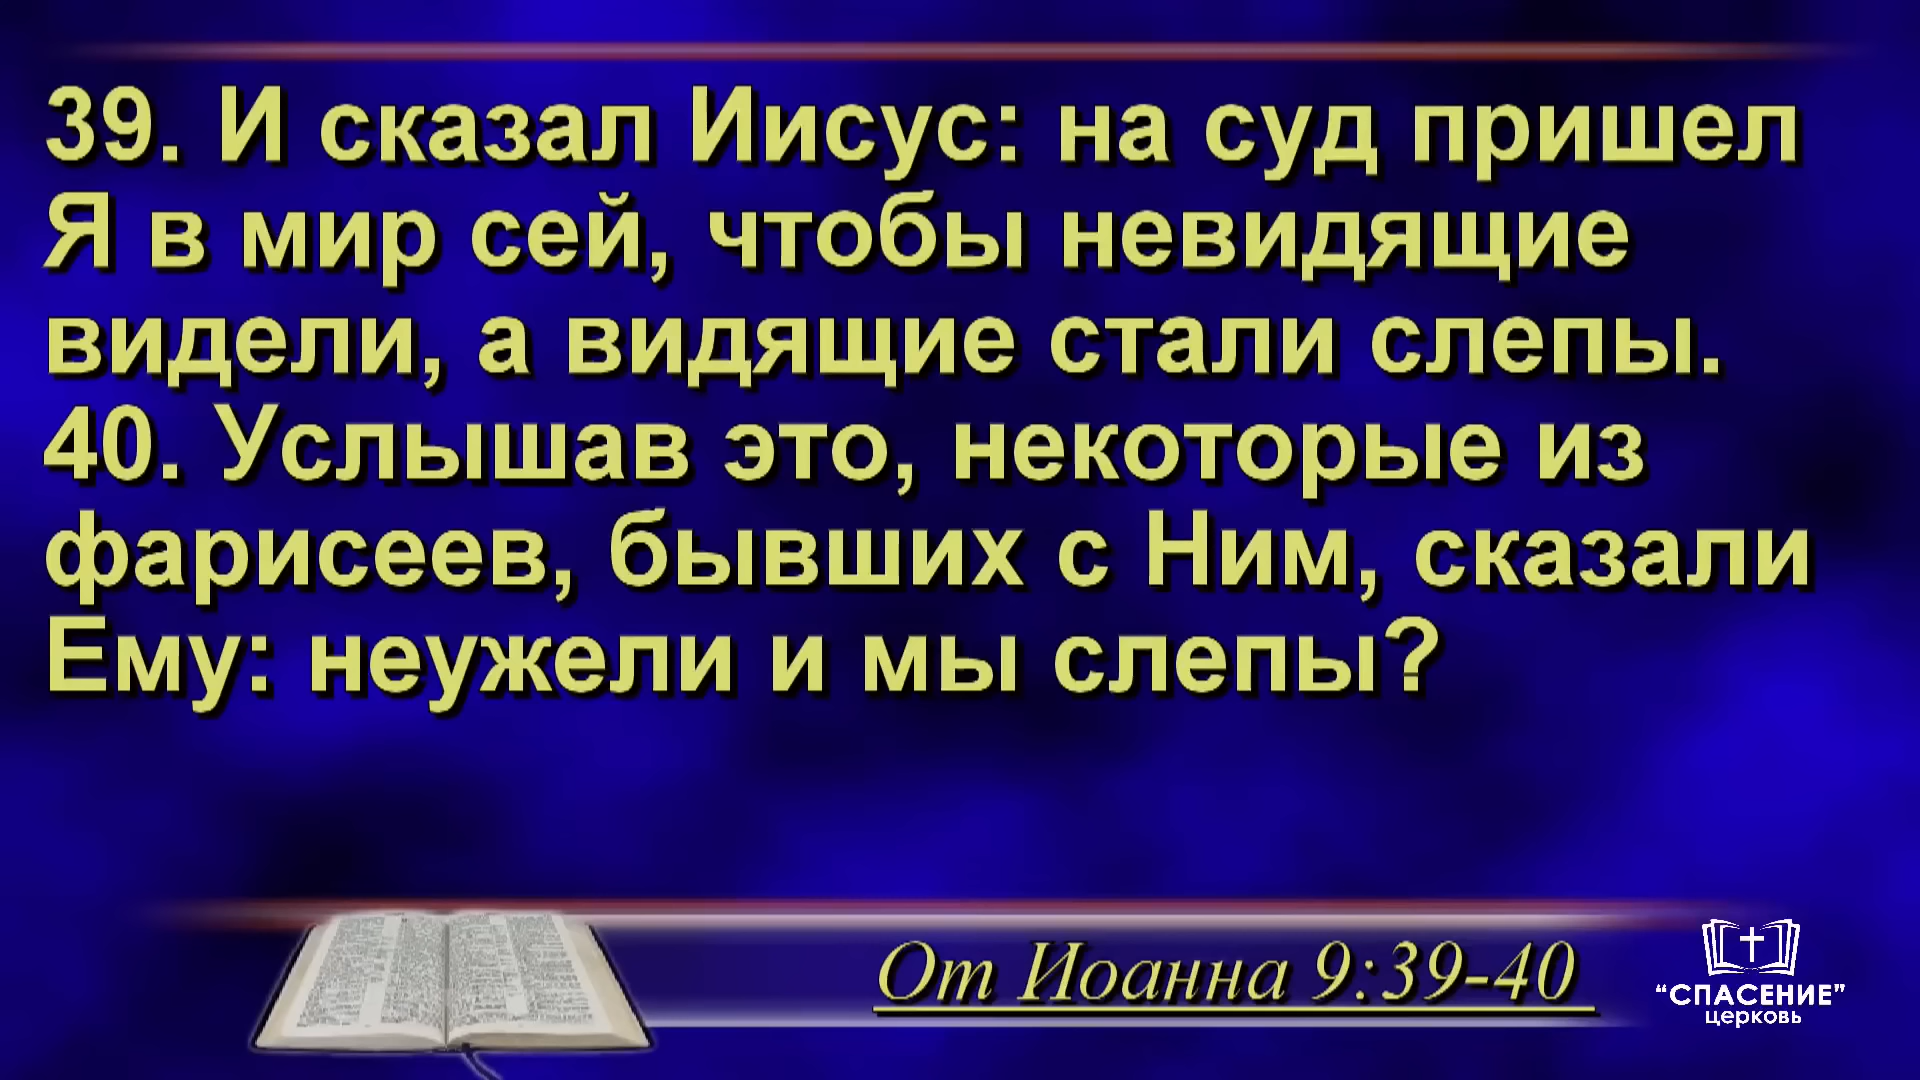 39. И сказал Иисус: на суд пришел
Я в мир сей, чтобы невидящие
видели, а видящие стали слепы.
40. Услышав это, некоторые из
фарисеев, бывших с Ним, сказали
Ему: неужели и мы слепы?
От Иоанна 9:39-40
“СПАСЕНИЕ”
церковь